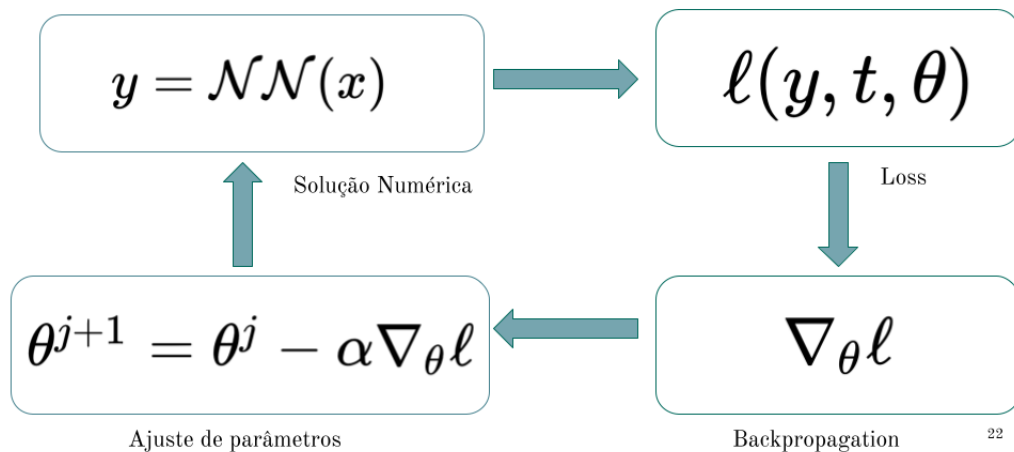 y = 𝒩𝒩(x)
ℓ(y, t, θ)
Solução Numérica
Loss
θ^{j+1} = θ^j − α∇_θ ℓ
∇_θ ℓ
Ajuste de parâmetros
Backpropagation
22